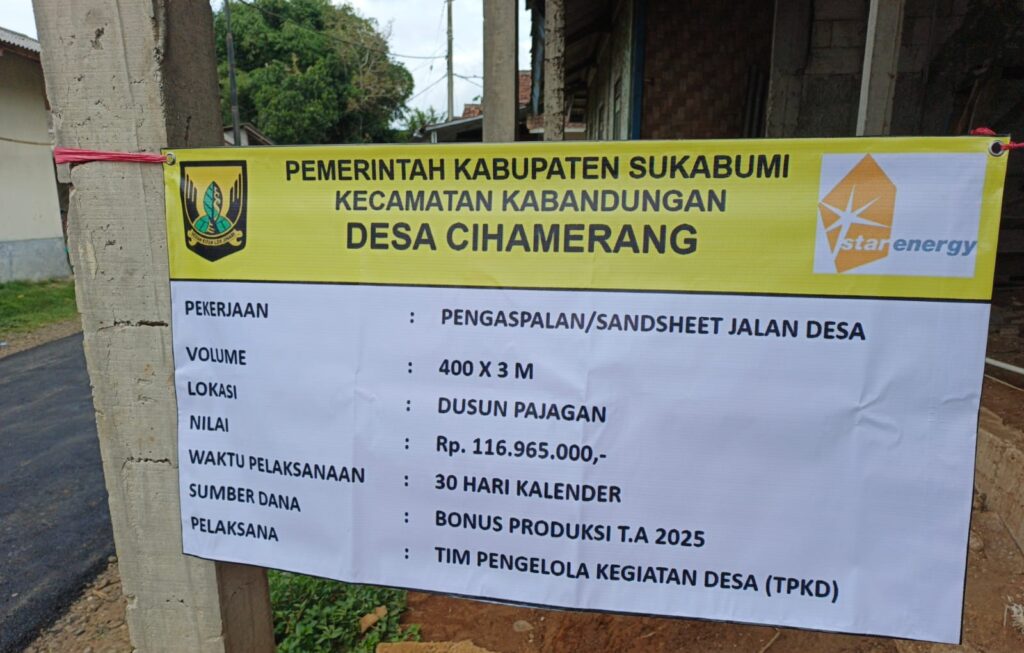 PEMERINTAH KABUPATEN SUKABUMI
KECAMATAN KABANDUNGAN
DESA CIHAMERANG
star energy
PEKERJAAN : PENGASPALAN/SANDSHEET JALAN DESA
VOLUME : 400 X 3 M
LOKASI : DUSUN PAJAGAN
NILAI : Rp. 116.965.000,-
WAKTU PELAKSANAAN : 30 HARI KALENDER
SUMBER DANA : BONUS PRODUKSI T.A 2025
PELAKSANA : TIM PENGELOLA KEGIATAN DESA (TPKD)